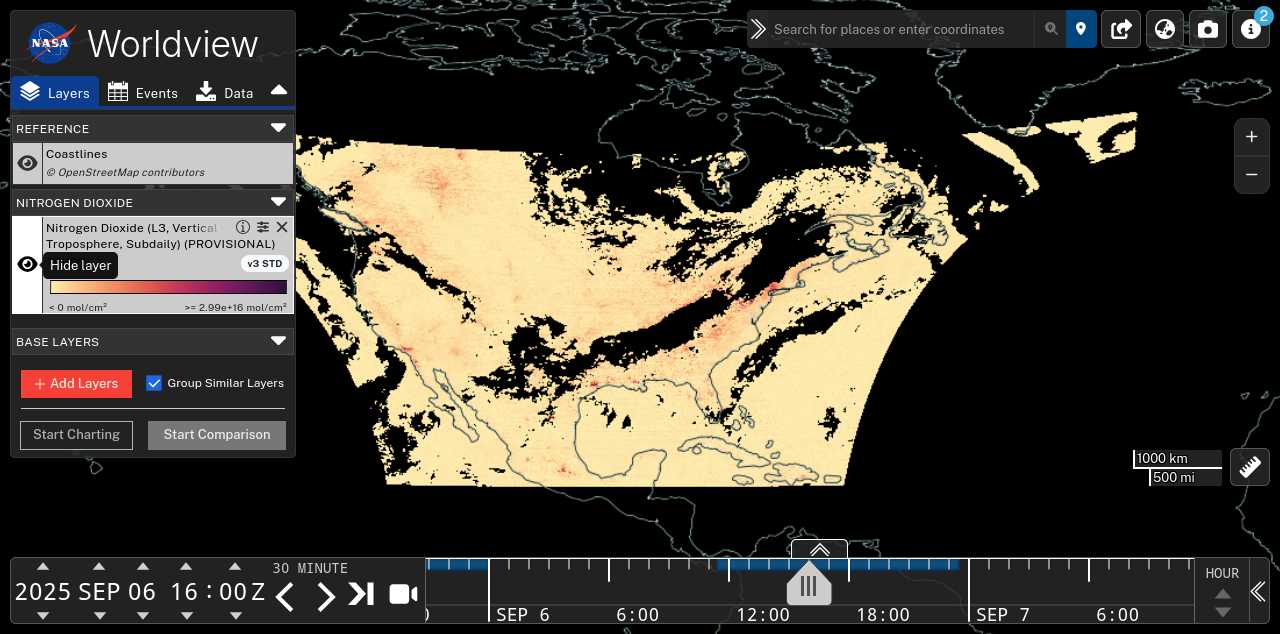 NASA Worldview
Search for places or enter coordinates
2
Layers Events Data
REFERENCE
Coastlines
© OpenStreetMap contributors
NITROGEN DIOXIDE
Nitrogen Dioxide (L3, Vertical
Troposphere, Subdaily) (PROVISIONAL)
Hide layer
v3 STD
< 0 mol/cm² >= 2.99e+16 mol/cm²
BASE LAYERS
+ Add Layers Group Similar Layers
Start Charting Start Comparison
+
−
1000 km
500 mi
30 MINUTE
2025 SEP 06 16:00Z
SEP 6 6:00 12:00 18:00 SEP 7 6:00
HOUR